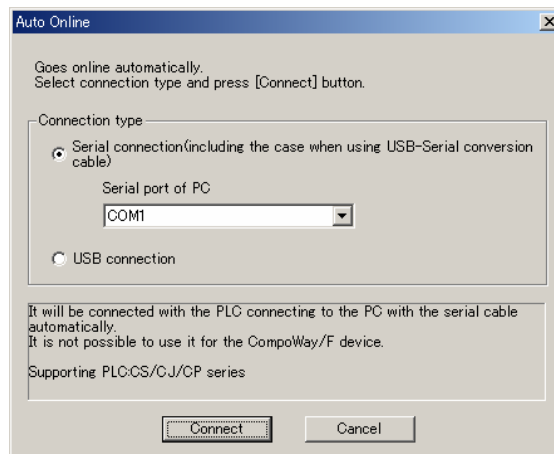 Auto Online
Goes online automatically.
Select connection type and press [Connect] button.
Connection type
Serial connection(including the case when using USB-Serial conversion
cable)
Serial port of PC
COM1
USB connection
It will be connected with the PLC connecting to the PC with the serial cable
automatically.
It is not possible to use it for the CompoWay/F device.
Supporting PLC:CS/CJ/CP series
Connect
Cancel